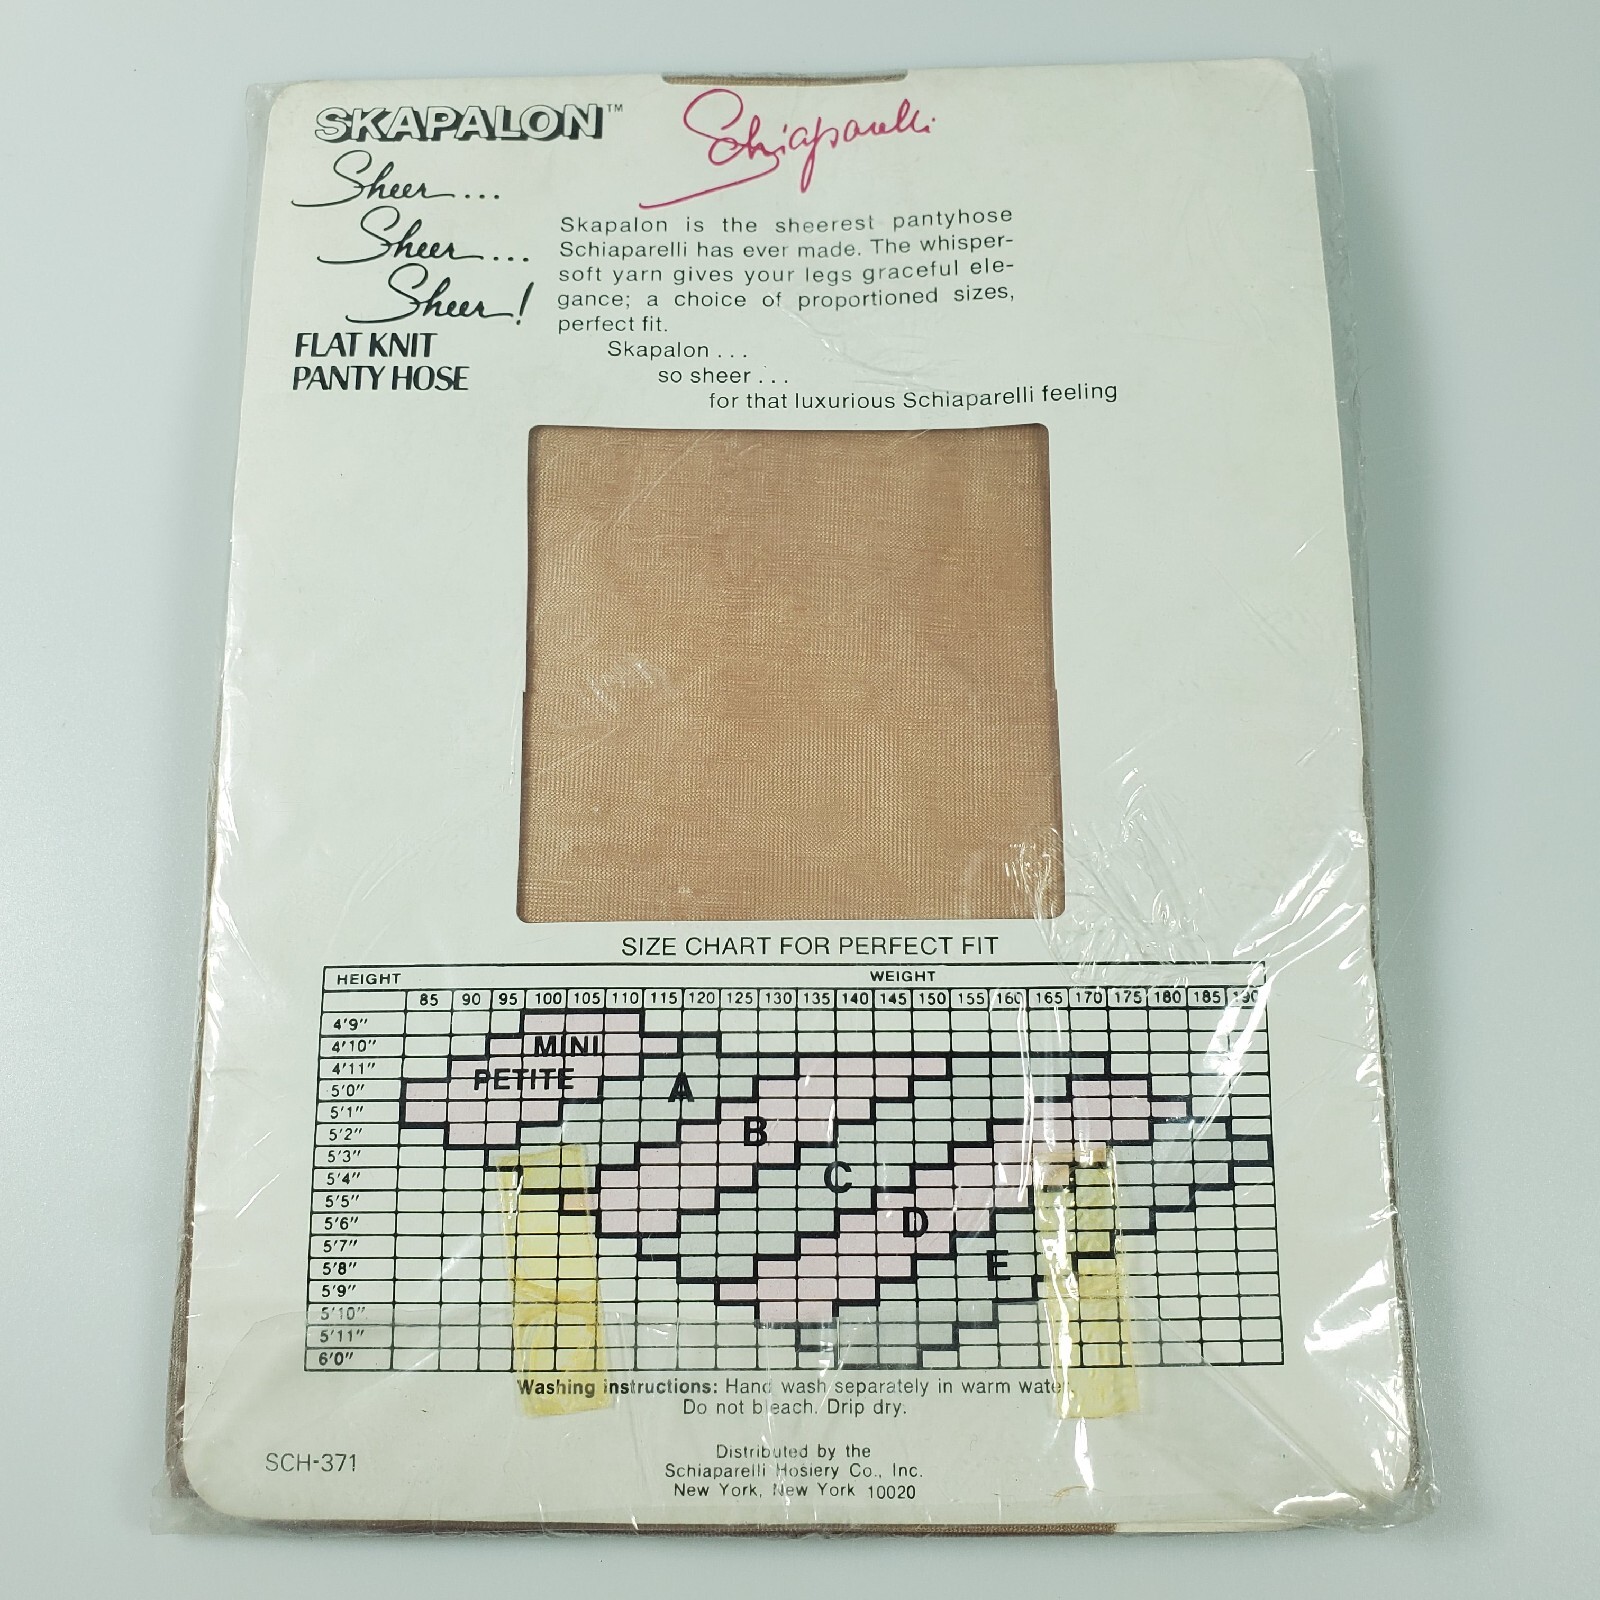 SKAPALON™
Schiaparelli
Sheer...
Sheer...
Sheer!
FLAT KNIT
PANTY HOSE
Skapalon is the sheerest pantyhose
Schiaparelli has ever made. The whisper-
soft yarn gives your legs graceful ele-
gance; a choice of proportioned sizes,
perfect fit.
Skapalon...
so sheer...
for that luxurious Schiaparelli feeling
SIZE CHART FOR PERFECT FIT
HEIGHT WEIGHT
85 90 95 100 105 110 115 120 125 130 135 140 145 150 155 160 165 170 175 180 185 190
4'9"
4'10" MINI
4'11"
PETITE
5'0" A
5'1"
5'2" B
5'3"
5'4" C
5'5"
5'6" D
5'7"
5'8" E
5'9"
5'10"
5'11"
6'0"
Washing instructions: Hand wash separately in warm water.
Do not bleach. Drip dry.
SCH-371
Distributed by the
Schiaparelli Hosiery Co., Inc.
New York, New York 10020